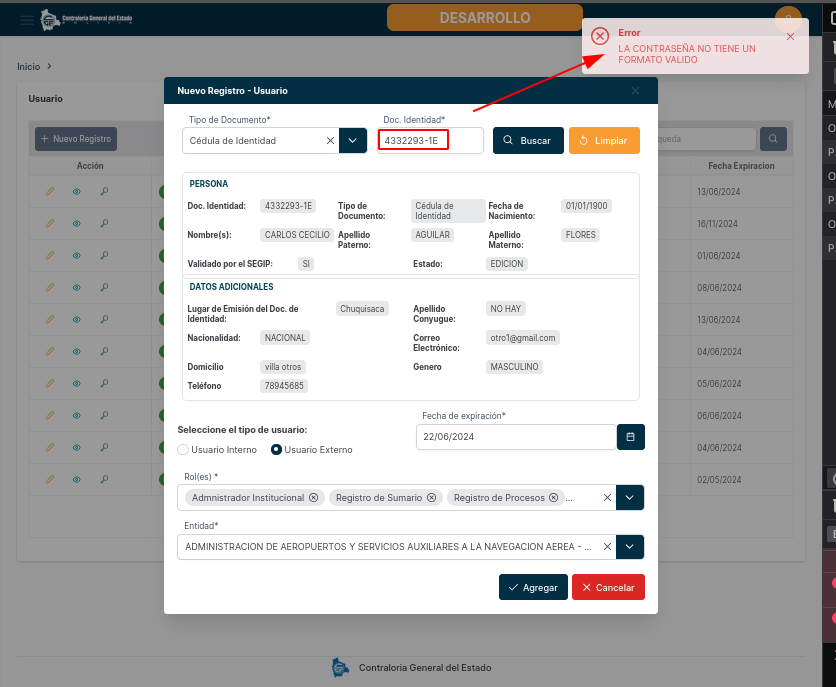 Contraloría General del Estado
DESARROLLO
Error
LA CONTRASEÑA NO TIENE UN
FORMATO VALIDO
Inicio
Usuario
Nuevo Registro
queda
Acción
Fecha Expiracion
13/06/2024
16/11/2024
01/06/2024
08/06/2024
13/06/2024
04/06/2024
05/06/2024
06/06/2024
04/06/2024
02/05/2024
Nuevo Registro - Usuario
Tipo de Documento*
Doc. Identidad*
Cédula de Identidad
4332293-1E
Buscar
Limpiar
PERSONA
Doc. Identidad:
4332293-1E
Tipo de
Documento:
Cédula de
Identidad
Fecha de
Nacimiento:
01/01/1900
Nombre(s):
CARLOS CECILIO
Apellido
Paterno:
AGUILAR
Apellido
Materno:
FLORES
Validado por el SEGIP:
SI
Estado:
EDICION
DATOS ADICIONALES
Lugar de Emisión del Doc. de
Identidad:
Chuquisaca
Apellido
Conyugue:
NO HAY
Nacionalidad:
NACIONAL
Correo
Electrónico:
otro1@gmail.com
Domicilio
villa otros
Genero
MASCULINO
Teléfono
78945685
Seleccione el tipo de usuario:
Usuario Interno
Usuario Externo
Fecha de expiración*
22/06/2024
Rol(es) *
Admnistrador Institucional
Registro de Sumario
Registro de Procesos
...
Entidad*
ADMINISTRACION DE AEROPUERTOS Y SERVICIOS AUXILIARES A LA NAVEGACION AEREA - ...
Agregar
Cancelar
Contraloría General del Estado